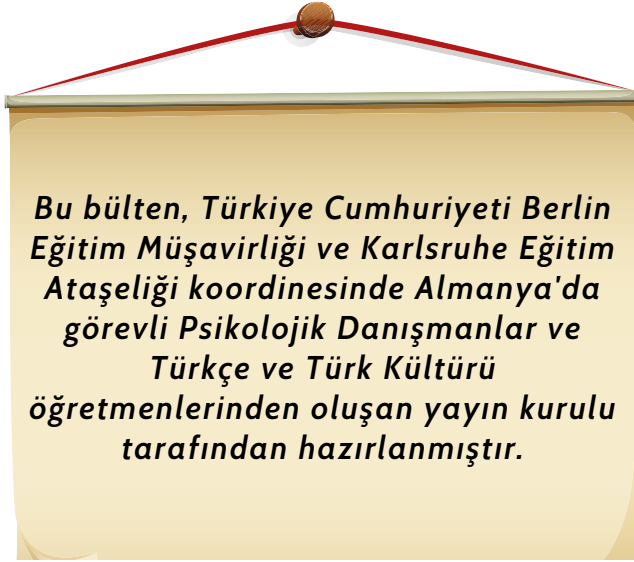 Bu bülten, Türkiye Cumhuriyeti Berlin
Eğitim Müşavirliği ve Karlsruhe Eğitim
Ataşeliği koordinesinde Almanya'da
görevli Psikolojik Danışmanlar ve
Türkçe ve Türk Kültürü
öğretmenlerinden oluşan yayın kurulu
tarafından hazırlanmıştır.